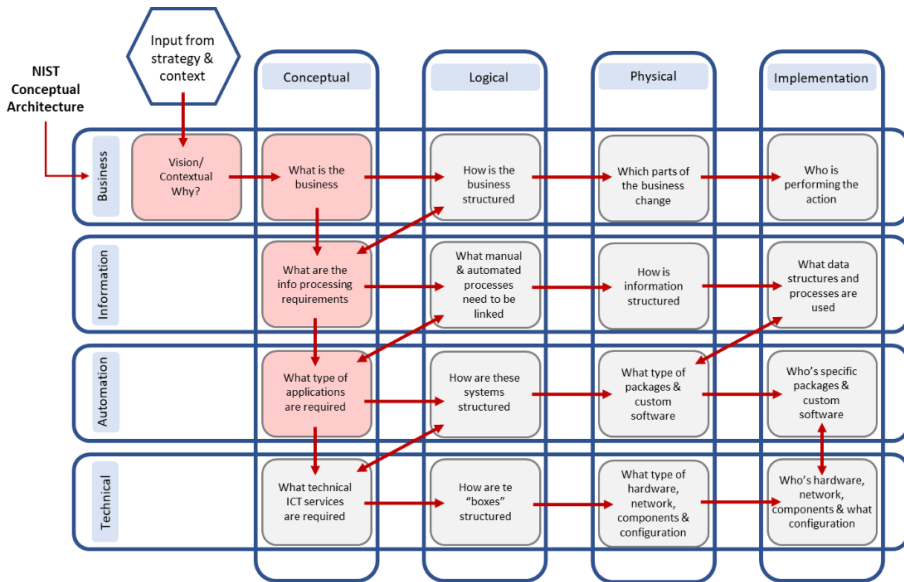 Input from
strategy &
context
NIST
Conceptual
Architecture
Conceptual
Logical
Physical
Implementation
Business
Vision/
Contextual
Why?
What is the
business
How is the
business
structured
Which parts of
the business
change
Who is
performing the
action
Information
What are the
info processing
requirements
What manual
& automated
processes
need to be
linked
How is
information
structured
What data
structures and
processes are
used
Automation
What type of
applications
are required
How are these
systems
structured
What type of
packages &
custom
software
Who's specific
packages &
custom
software
Technical
What technical
ICT services
are required
How are te
"boxes"
structured
What type of
hardware,
network,
components &
configuration
Who's hardware,
network,
components & what
configuration